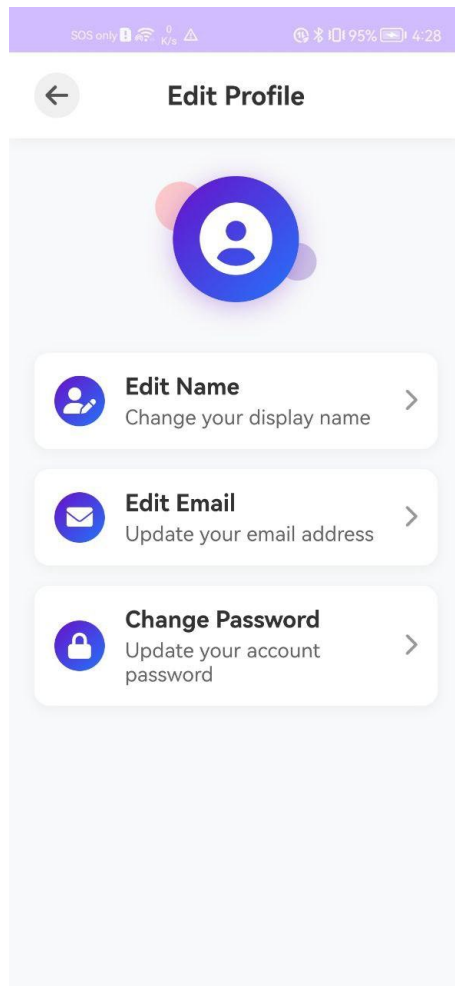 SOS only 0 K/s 95% 4:28
Edit Profile
Edit Name
Change your display name
Edit Email
Update your email address
Change Password
Update your account
password